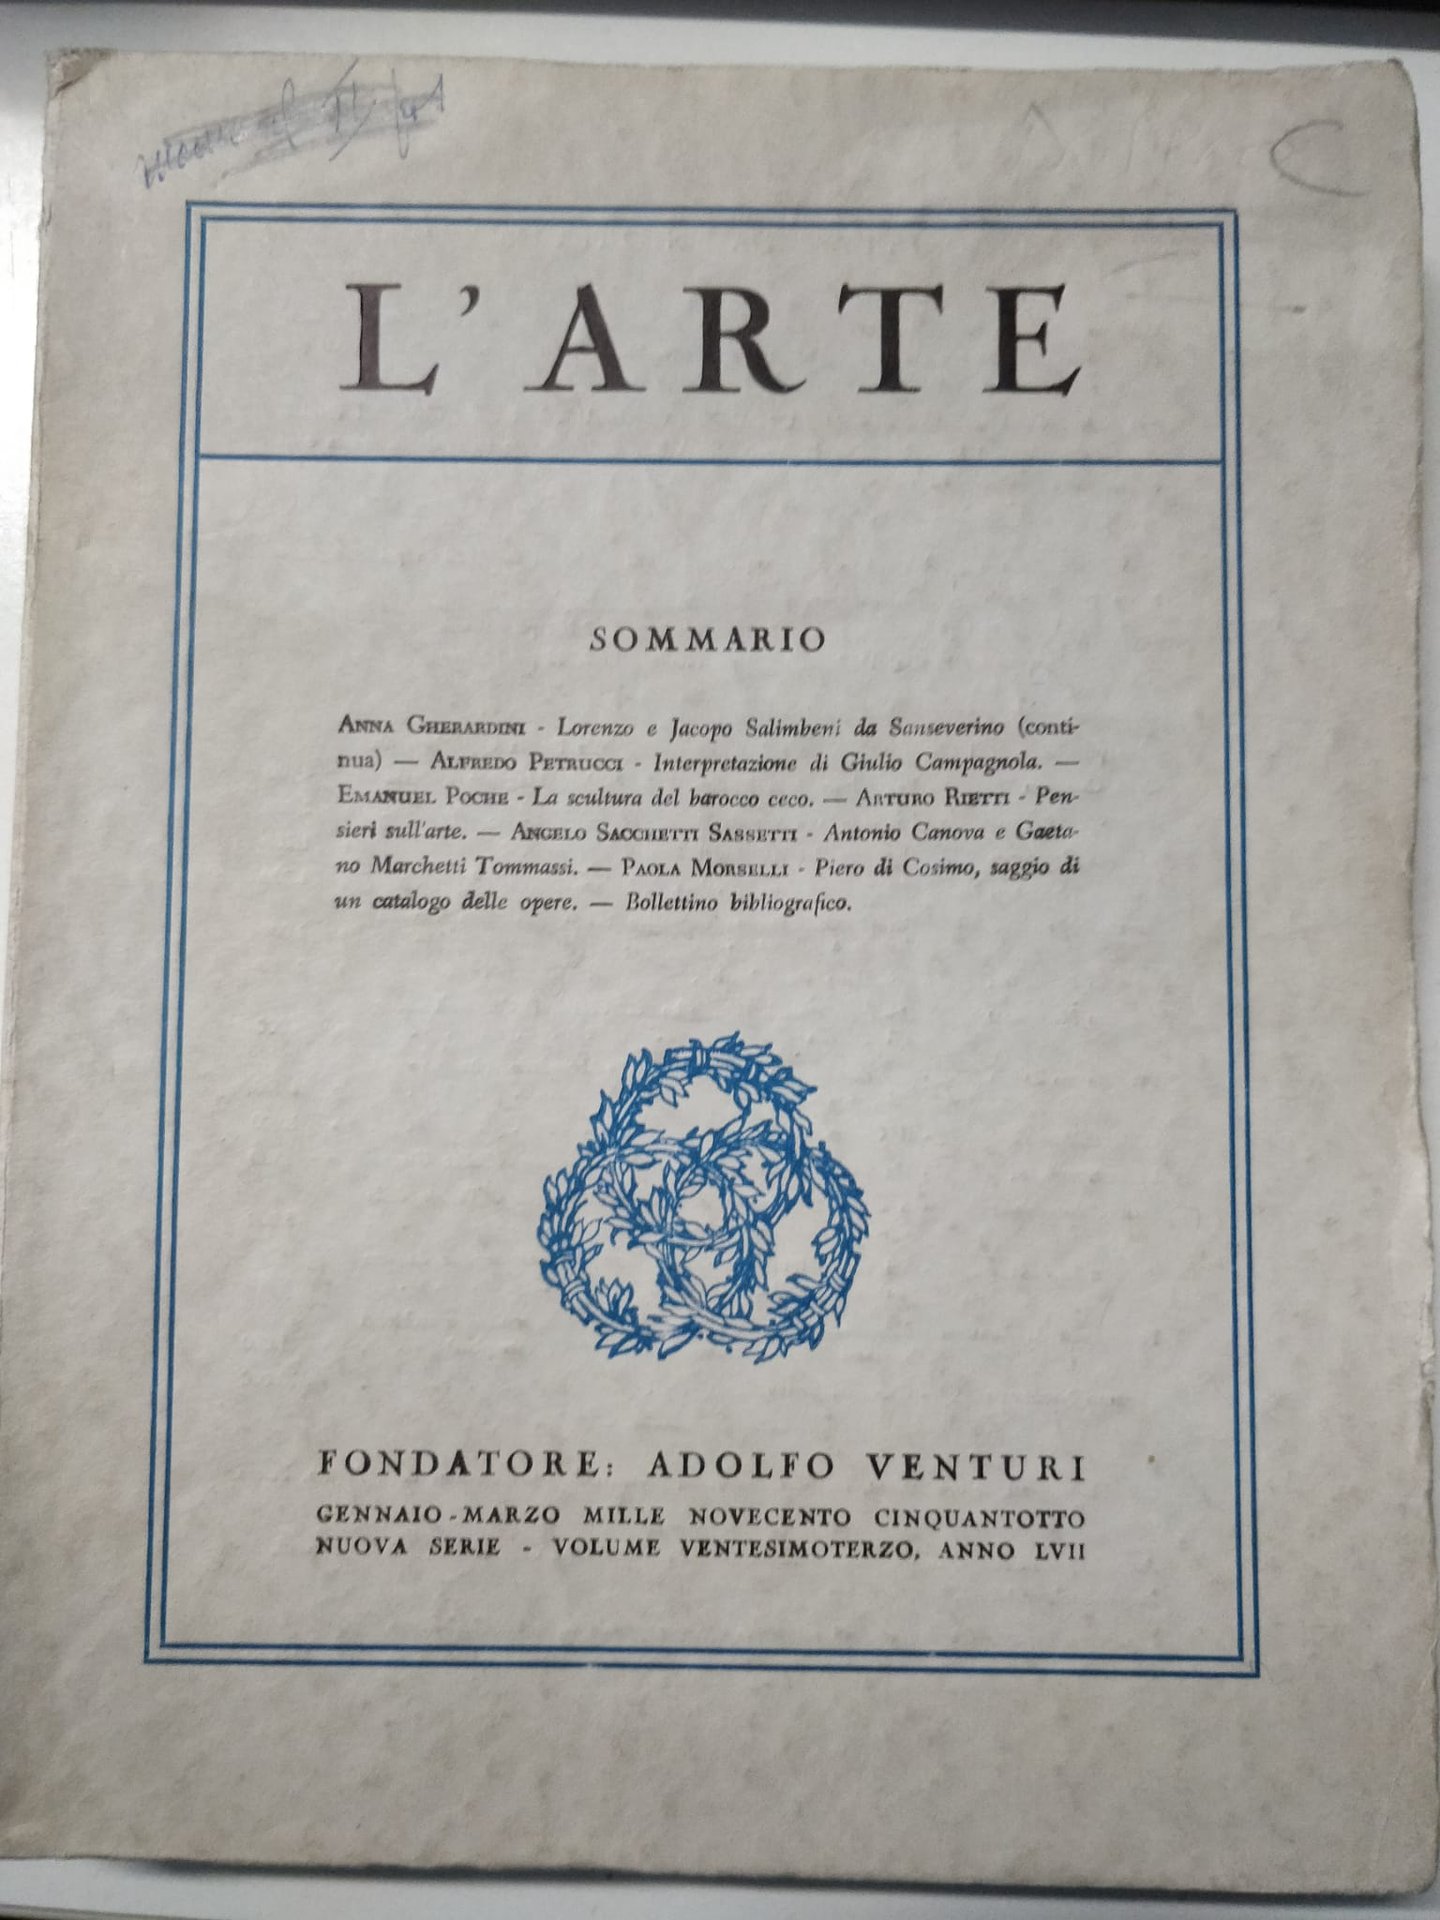 L'ARTE
SOMMARIO
ANNA GHERARDINI - Lorenzo e Jacopo Salimbeni da Sanseverino (conti-
nua) — ALFREDO PETRUCCI - Interpretazione di Giulio Campagnola. —
EMANUEL POCHE - La scultura del barocco ceco. — ARTURO RIETTI - Pen-
sieri sull'arte. — ANGELO SACCHETTI SASSETTI - Antonio Canova e Gaeta-
no Marchetti Tommassi. — PAOLA MORSELLI - Piero di Cosimo, saggio di
un catalogo delle opere. — Bollettino bibliografico.
FONDATORE: ADOLFO VENTURI
GENNAIO-MARZO MILLE NOVECENTO CINQUANTOTTO
NUOVA SERIE - VOLUME VENTESIMOTERZO, ANNO LVII